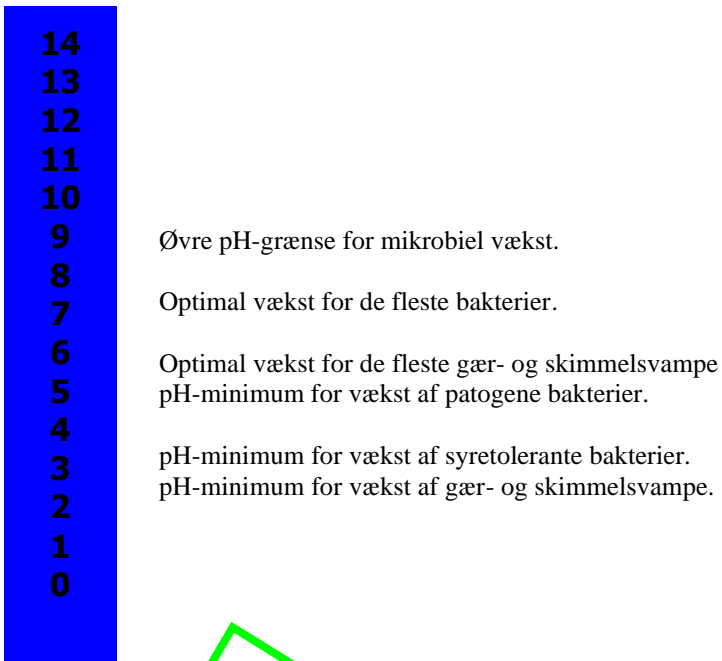 14
13
12
11
10
9 Øvre pH-grænse for mikrobiel vækst.
8
7 Optimal vækst for de fleste bakterier.
6 Optimal vækst for de fleste gær- og skimmelsvampe
5 pH-minimum for vækst af patogene bakterier.
4
3 pH-minimum for vækst af syretolerante bakterier.
2 pH-minimum for vækst af gær- og skimmelsvampe.
1
0